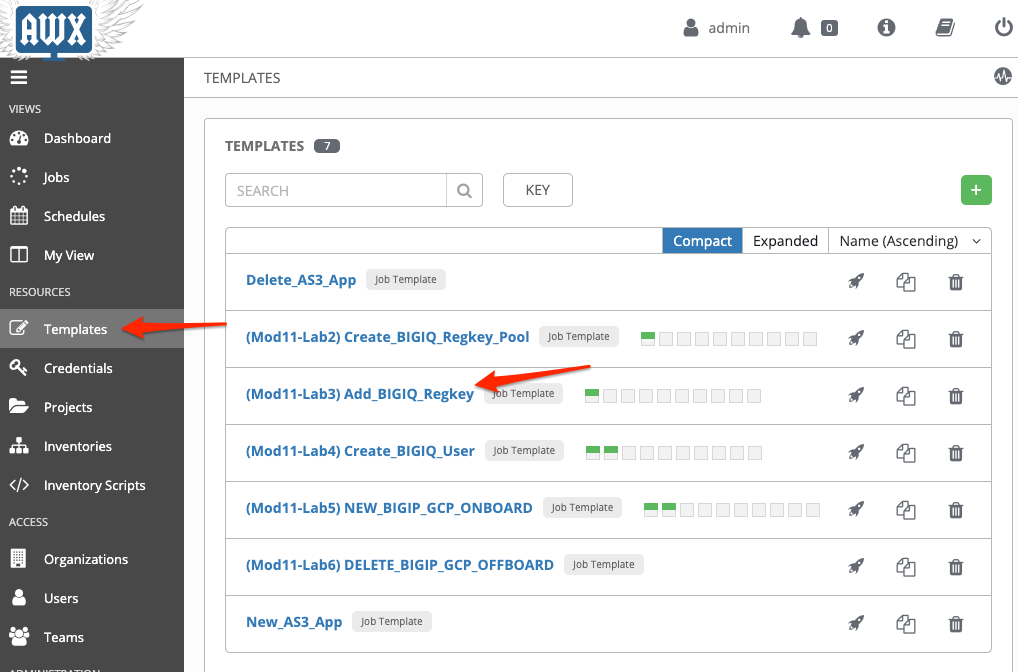 AWX
admin
0
TEMPLATES
VIEWS
Dashboard
Jobs
Schedules
My View
RESOURCES
Templates
Credentials
Projects
Inventories
Inventory Scripts
ACCESS
Organizations
Users
Teams
ADMINISTRATION
TEMPLATES 7
SEARCH
KEY
+
Compact Expanded Name (Ascending)
Delete_AS3_App Job Template
(Mod11-Lab2) Create_BIGIQ_Regkey_Pool Job Template
(Mod11-Lab3) Add_BIGIQ_Regkey Job Template
(Mod11-Lab4) Create_BIGIQ_User Job Template
(Mod11-Lab5) NEW_BIGIP_GCP_ONBOARD Job Template
(Mod11-Lab6) DELETE_BIGIP_GCP_OFFBOARD Job Template
New_AS3_App Job Template